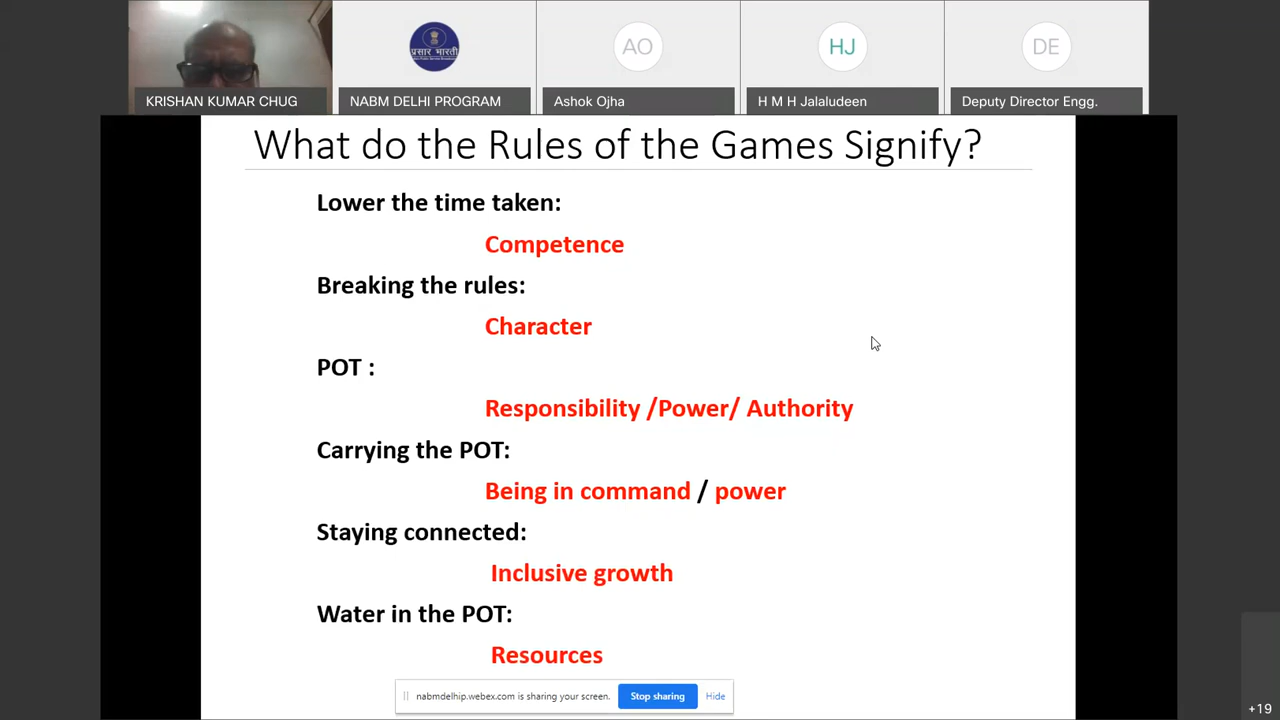 प्रसार भारती
AO
HJ
DE
KRISHAN KUMAR CHUG
NABM DELHI PROGRAM
Ashok Ojha
H M H Jalaludeen
Deputy Director Engg.
What do the Rules of the Games Signify?
Lower the time taken:
Competence
Breaking the rules:
Character
POT :
Responsibility /Power/ Authority
Carrying the POT:
Being in command / power
Staying connected:
Inclusive growth
Water in the POT:
Resources
nabmdelhip.webex.com is sharing your screen.
Stop sharing
Hide
+19